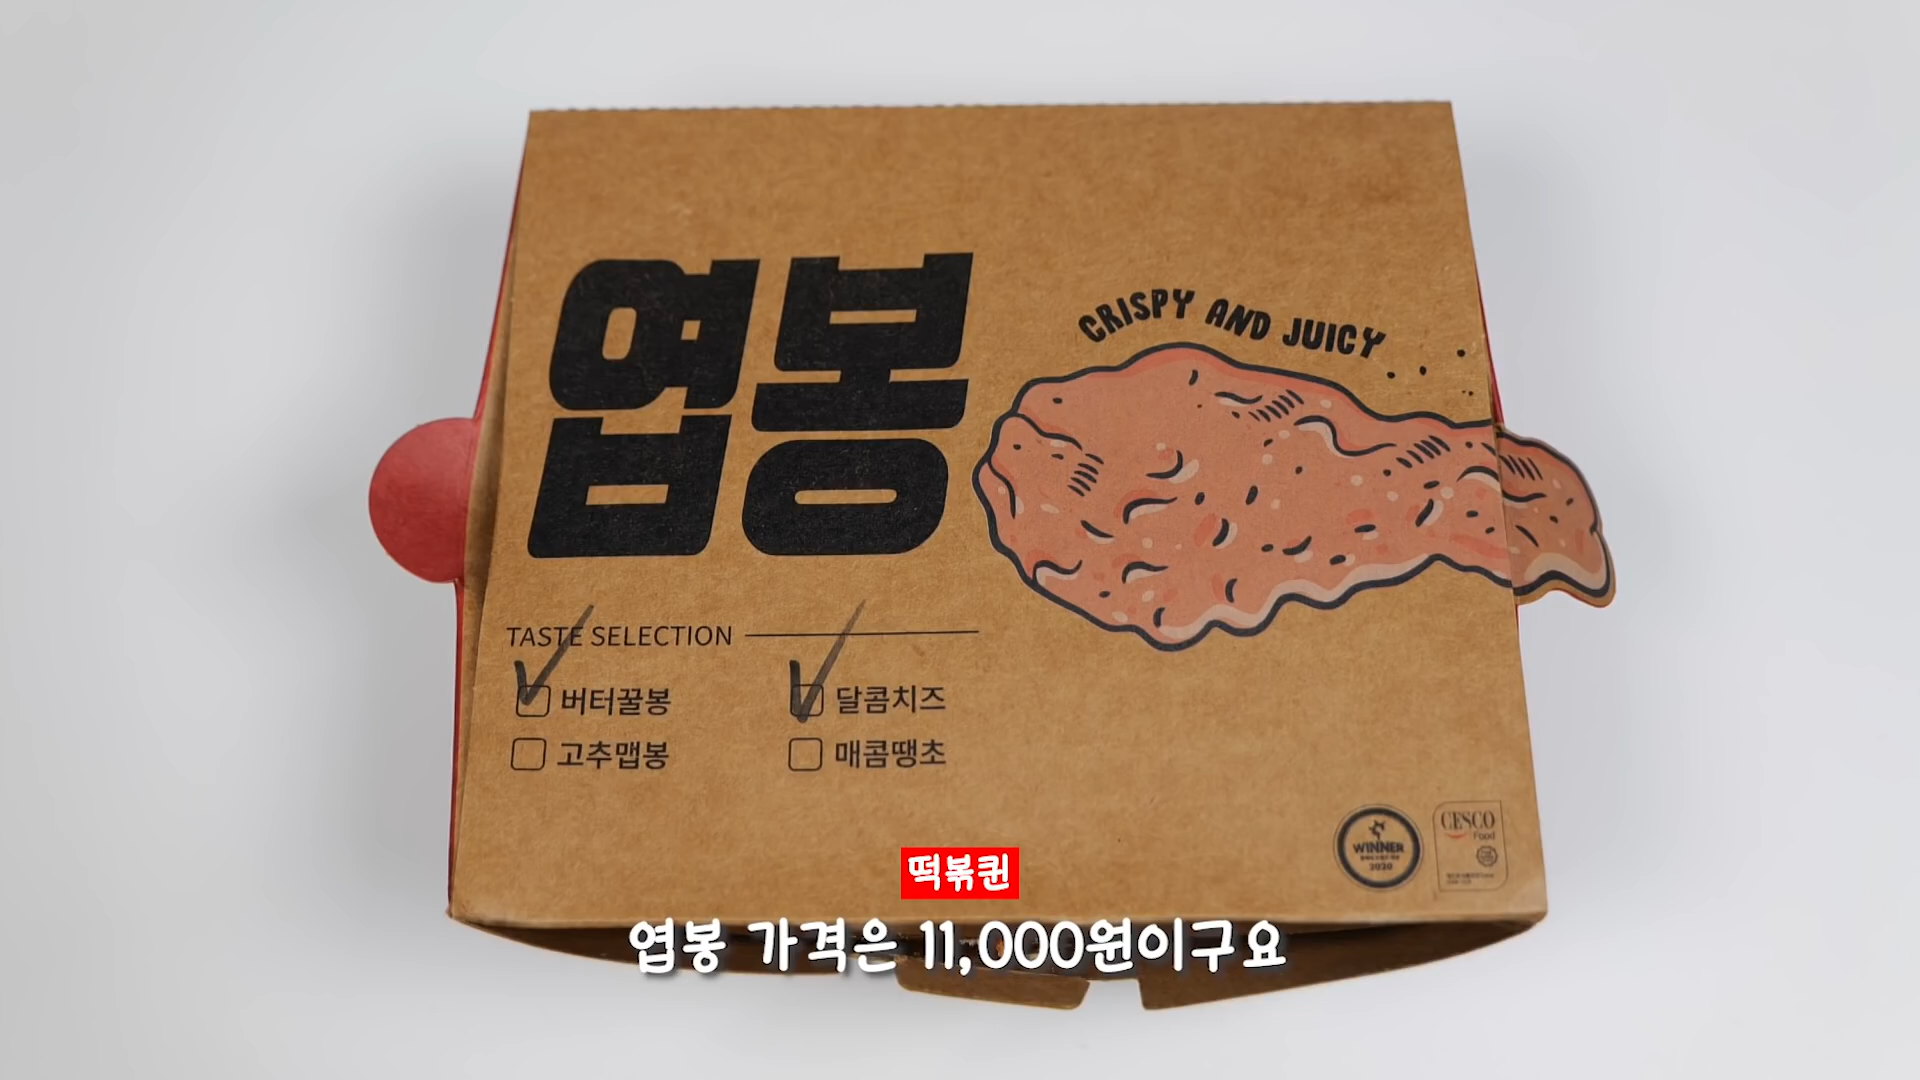 엽봉
CRISPY AND JUICY
TASTE SELECTION
버터꿀봉
달콤치즈
고추맵봉
매콤땡초
WINNER
2020
CESCO
Food
떡볶퀸
엽봉 가격은 11,000원이구요